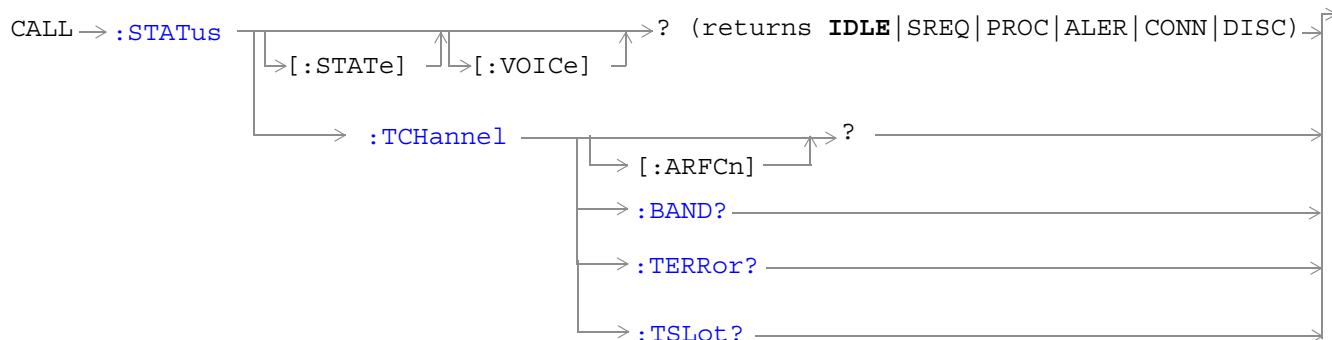 CALL :STATus ? (returns IDLE|SREQ|PROC|ALER|CONN|DISC)
[:STATe] [:VOICe]
:TCHannel ?
[:ARFCn]
:BAND?
:TERRor?
:TSLot?